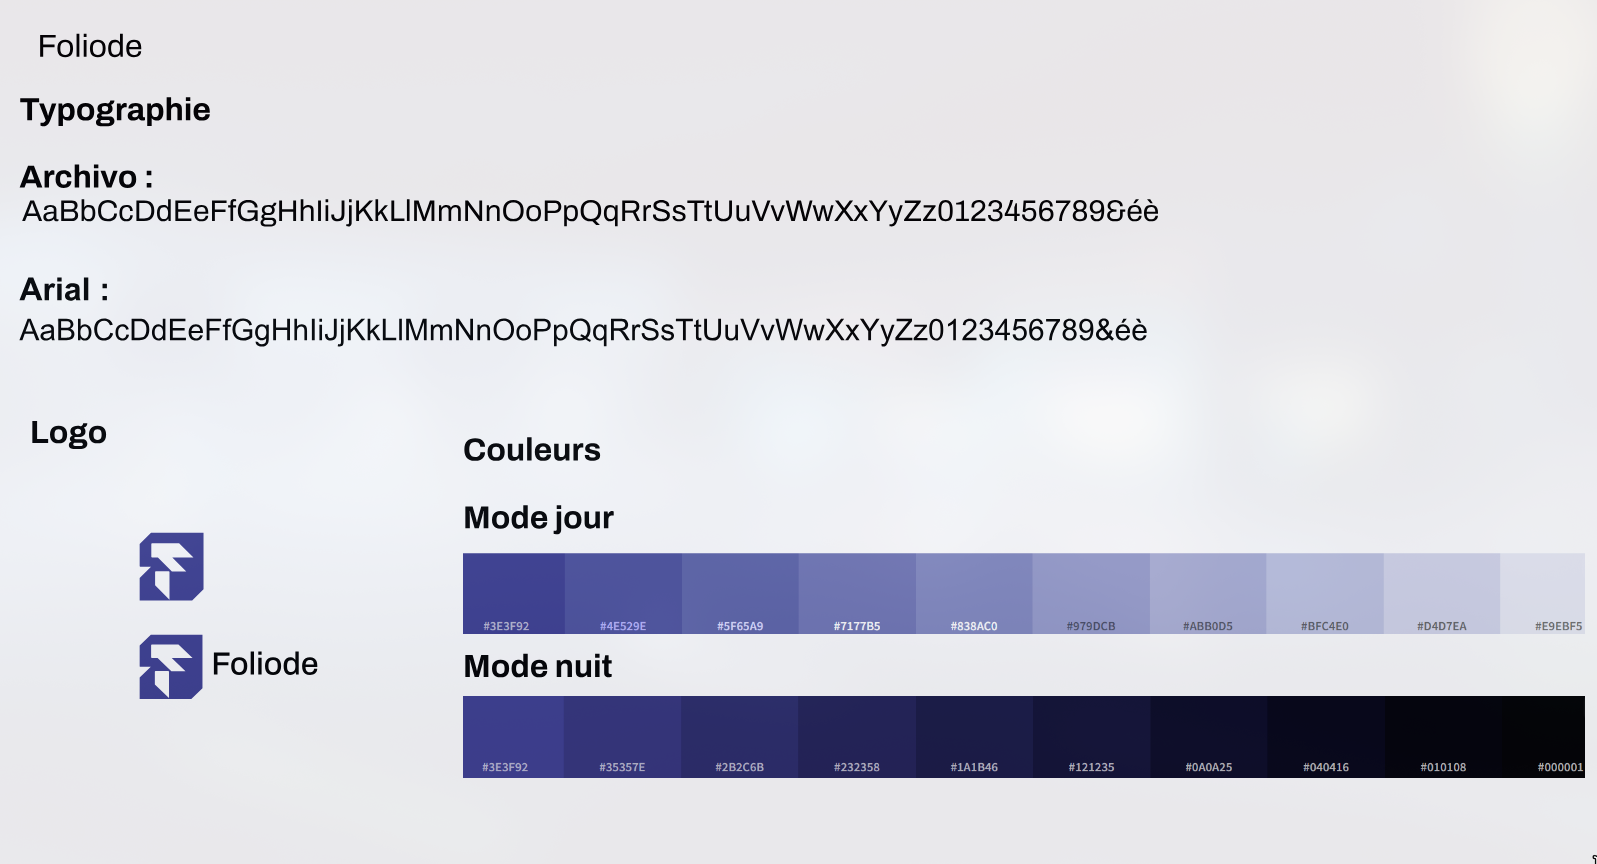 Foliode
Typographie
Archivo :
AaBbCcDdEeFfGgHhIiJjKkLlMmNnOoPpQqRrSsTtUuVvWwXxYyZz0123456789&éè
Arial :
AaBbCcDdEeFfGgHhIiJjKkLlMmNnOoPpQqRrSsTtUuVvWwXxYyZz0123456789&éè
Logo
Foliode
Couleurs
Mode jour
#3E3F92 #4E529E #5F65A9 #7177B5 #838AC0 #979DCB #ABB0D5 #BFC4E0 #D4D7EA #E9EBF5
Mode nuit
#3E3F92 #35357E #2B2C6B #232358 #1A1B46 #121235 #0A0A25 #040416 #010108 #000001